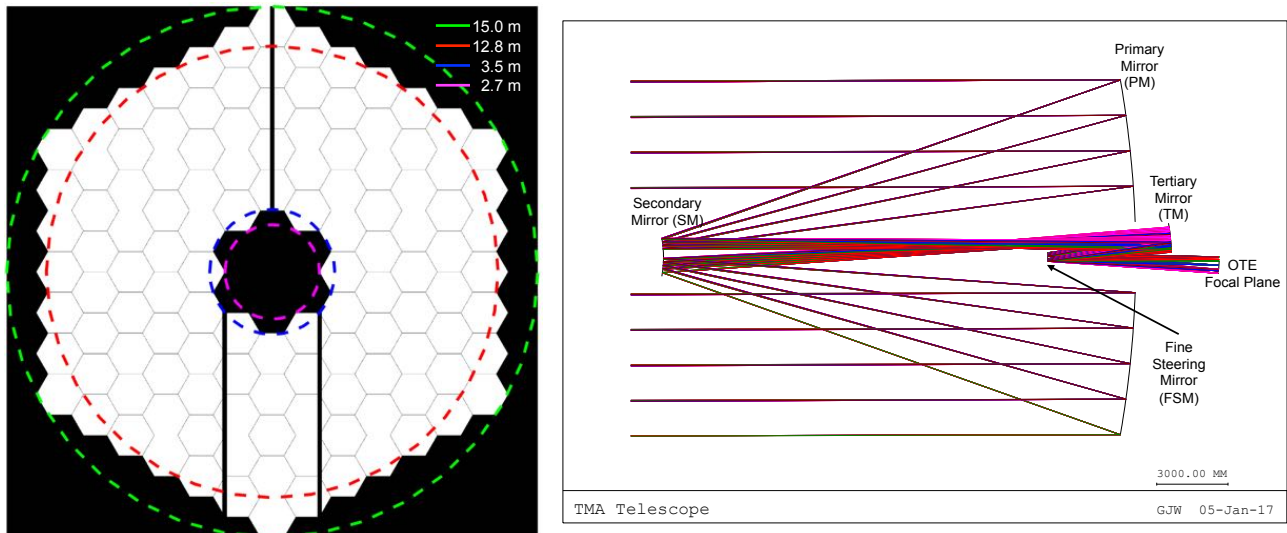 15.0 m
12.8 m
3.5 m
2.7 m
Primary
Mirror
(PM)
Secondary
Mirror (SM)
Tertiary
Mirror
(TM)
OTE
Focal Plane
Fine
Steering
Mirror
(FSM)
3000.00 MM
TMA Telescope
GJW 05-Jan-17